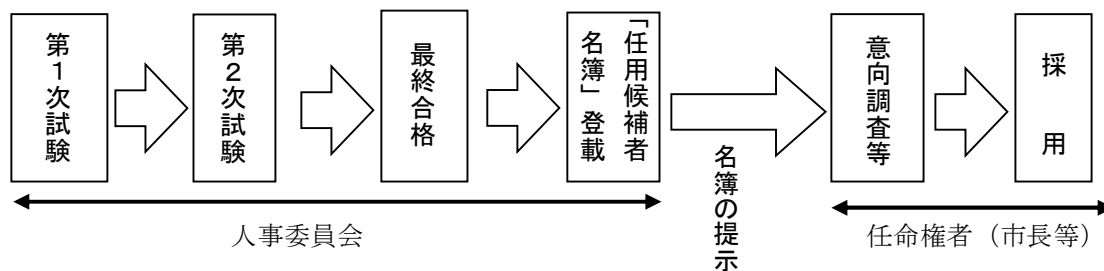 第１次試験
第２次試験
最終合格
「任用候補者
名簿」登載
名簿の提示
意向調査等
採用
人事委員会
任命権者（市長等）